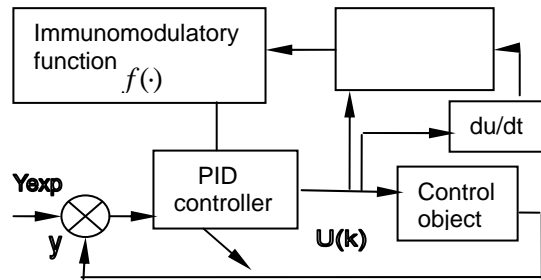 Immunomodulatory
function
f(·)
du/dt
Yexp
PID
controller
Control
object
y
U(k)